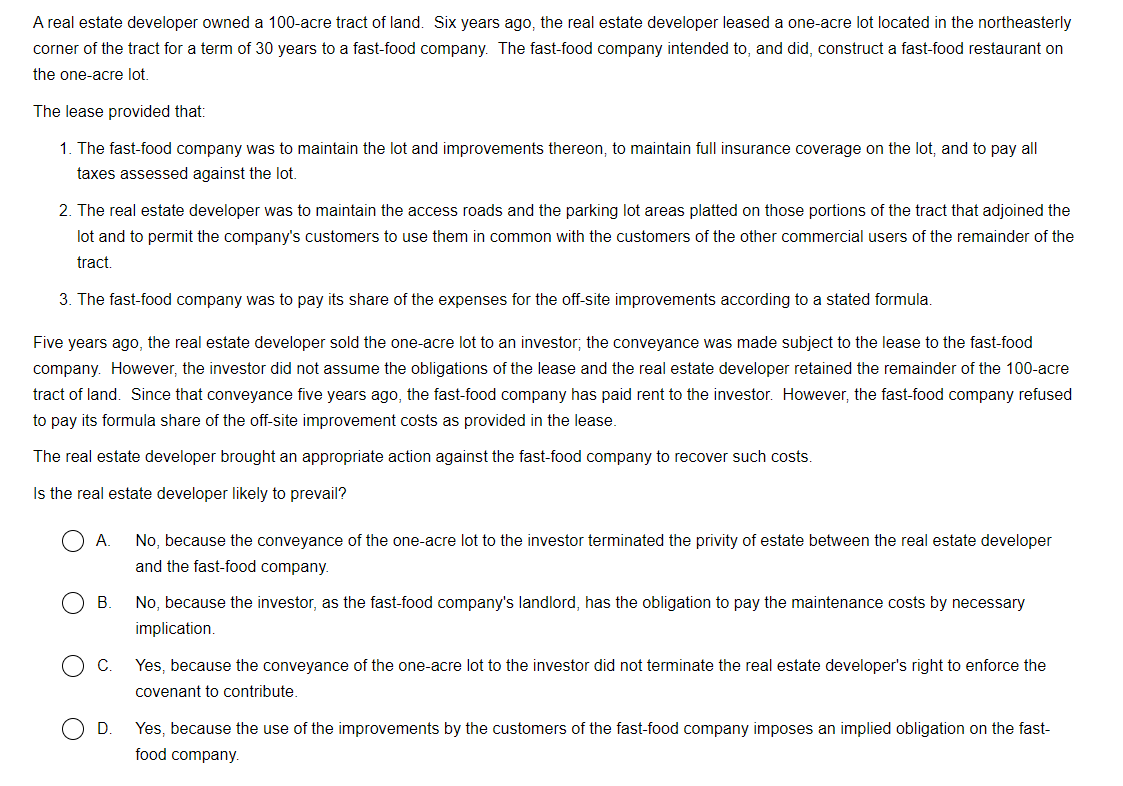 A real estate developer owned a 100-acre tract of land.  Six years ago, the real estate developer leased a one-acre lot located in the northeasterly
corner of the tract for a term of 30 years to a fast-food company.  The fast-food company intended to, and did, construct a fast-food restaurant on
the one-acre lot.
The lease provided that:
1. The fast-food company was to maintain the lot and improvements thereon, to maintain full insurance coverage on the lot, and to pay all
taxes assessed against the lot.
2. The real estate developer was to maintain the access roads and the parking lot areas platted on those portions of the tract that adjoined the
lot and to permit the company's customers to use them in common with the customers of the other commercial users of the remainder of the
tract.
3. The fast-food company was to pay its share of the expenses for the off-site improvements according to a stated formula.
Five years ago, the real estate developer sold the one-acre lot to an investor; the conveyance was made subject to the lease to the fast-food
company.  However, the investor did not assume the obligations of the lease and the real estate developer retained the remainder of the 100-acre
tract of land.  Since that conveyance five years ago, the fast-food company has paid rent to the investor.  However, the fast-food company refused
to pay its formula share of the off-site improvement costs as provided in the lease.
The real estate developer brought an appropriate action against the fast-food company to recover such costs.
Is the real estate developer likely to prevail?
A. No, because the conveyance of the one-acre lot to the investor terminated the privity of estate between the real estate developer
and the fast-food company.
B. No, because the investor, as the fast-food company's landlord, has the obligation to pay the maintenance costs by necessary
implication.
C. Yes, because the conveyance of the one-acre lot to the investor did not terminate the real estate developer's right to enforce the
covenant to contribute.
D. Yes, because the use of the improvements by the customers of the fast-food company imposes an implied obligation on the fast-
food company.